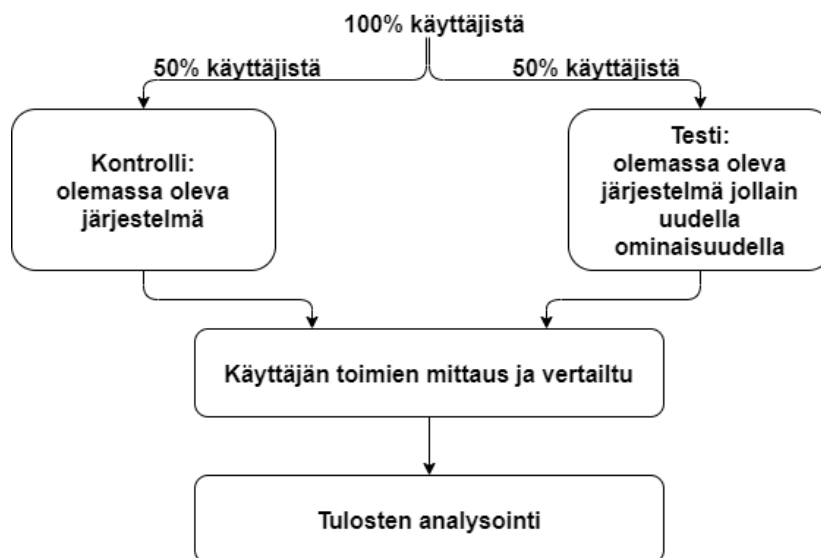 100% käyttäjistä
50% käyttäjistä
50% käyttäjistä
Kontrolli:
olemassa oleva
järjestelmä
Testi:
olemassa oleva
järjestelmä jollain
uudella
ominaisuudella
Käyttäjän toimien mittaus ja vertailtu
Tulosten analysointi